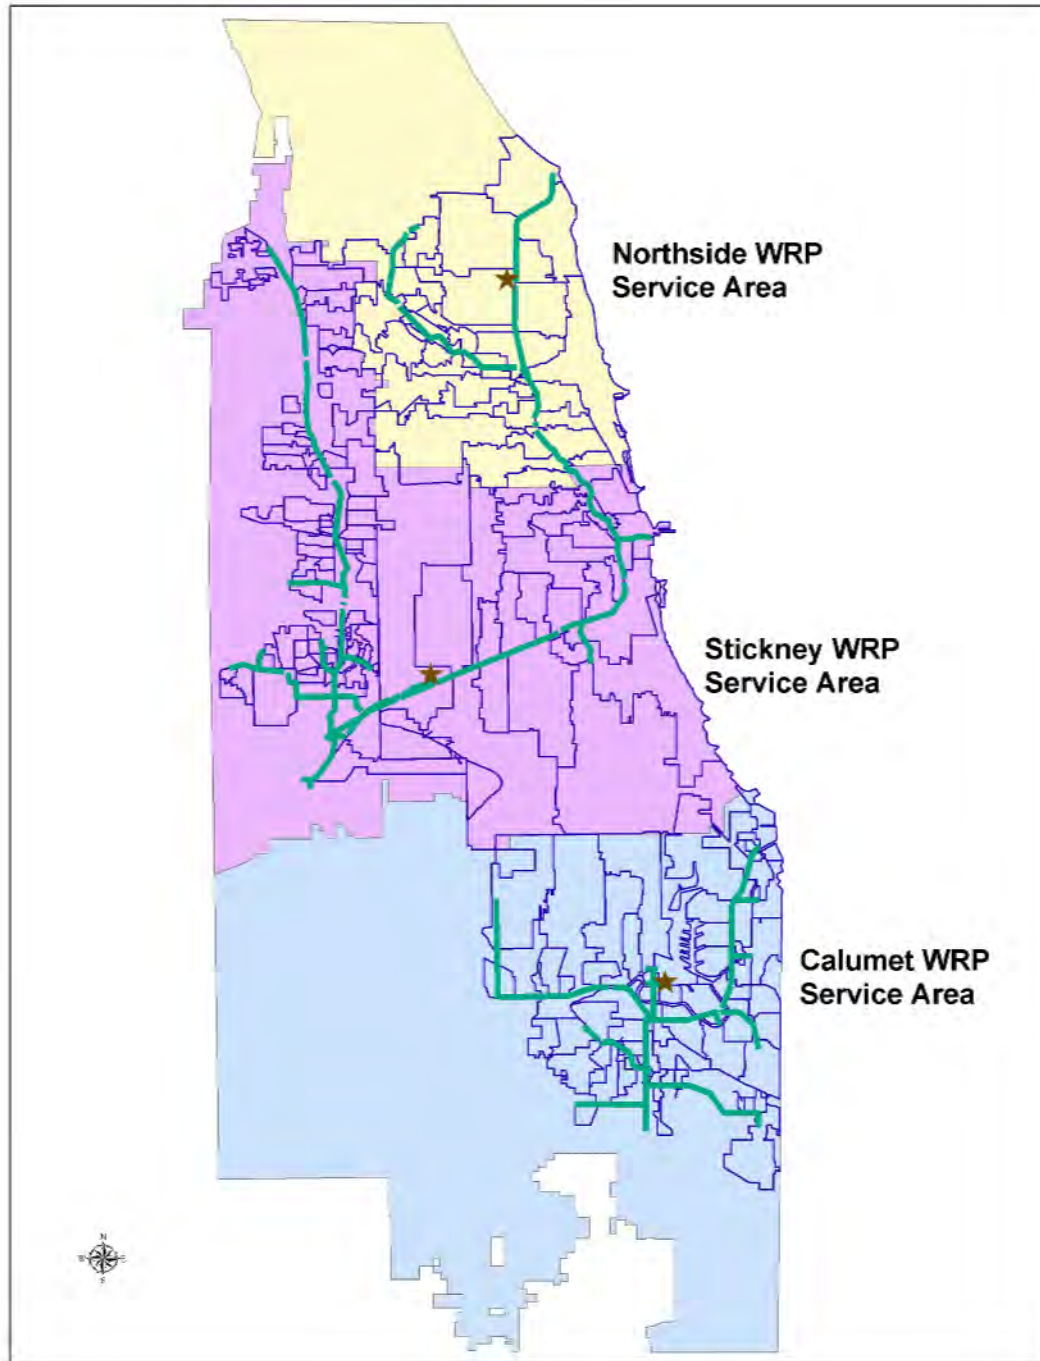 Northside WRP
Service Area
Stickney WRP
Service Area
Calumet WRP
Service Area
N
E
S